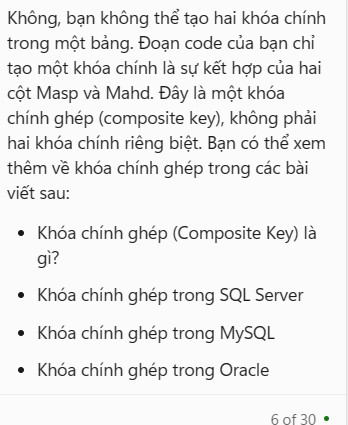 Không, bạn không thể tạo hai khóa chính
trong một bảng. Đoạn code của bạn chỉ
tạo một khóa chính là sự kết hợp của hai
cột Masp và Mahd. Đây là một khóa
chính ghép (composite key), không phải
hai khóa chính riêng biệt. Bạn có thể xem
thêm về khóa chính ghép trong các bài
viết sau:
• Khóa chính ghép (Composite Key) là
gì?
• Khóa chính ghép trong SQL Server
• Khóa chính ghép trong MySQL
• Khóa chính ghép trong Oracle
6 of 30